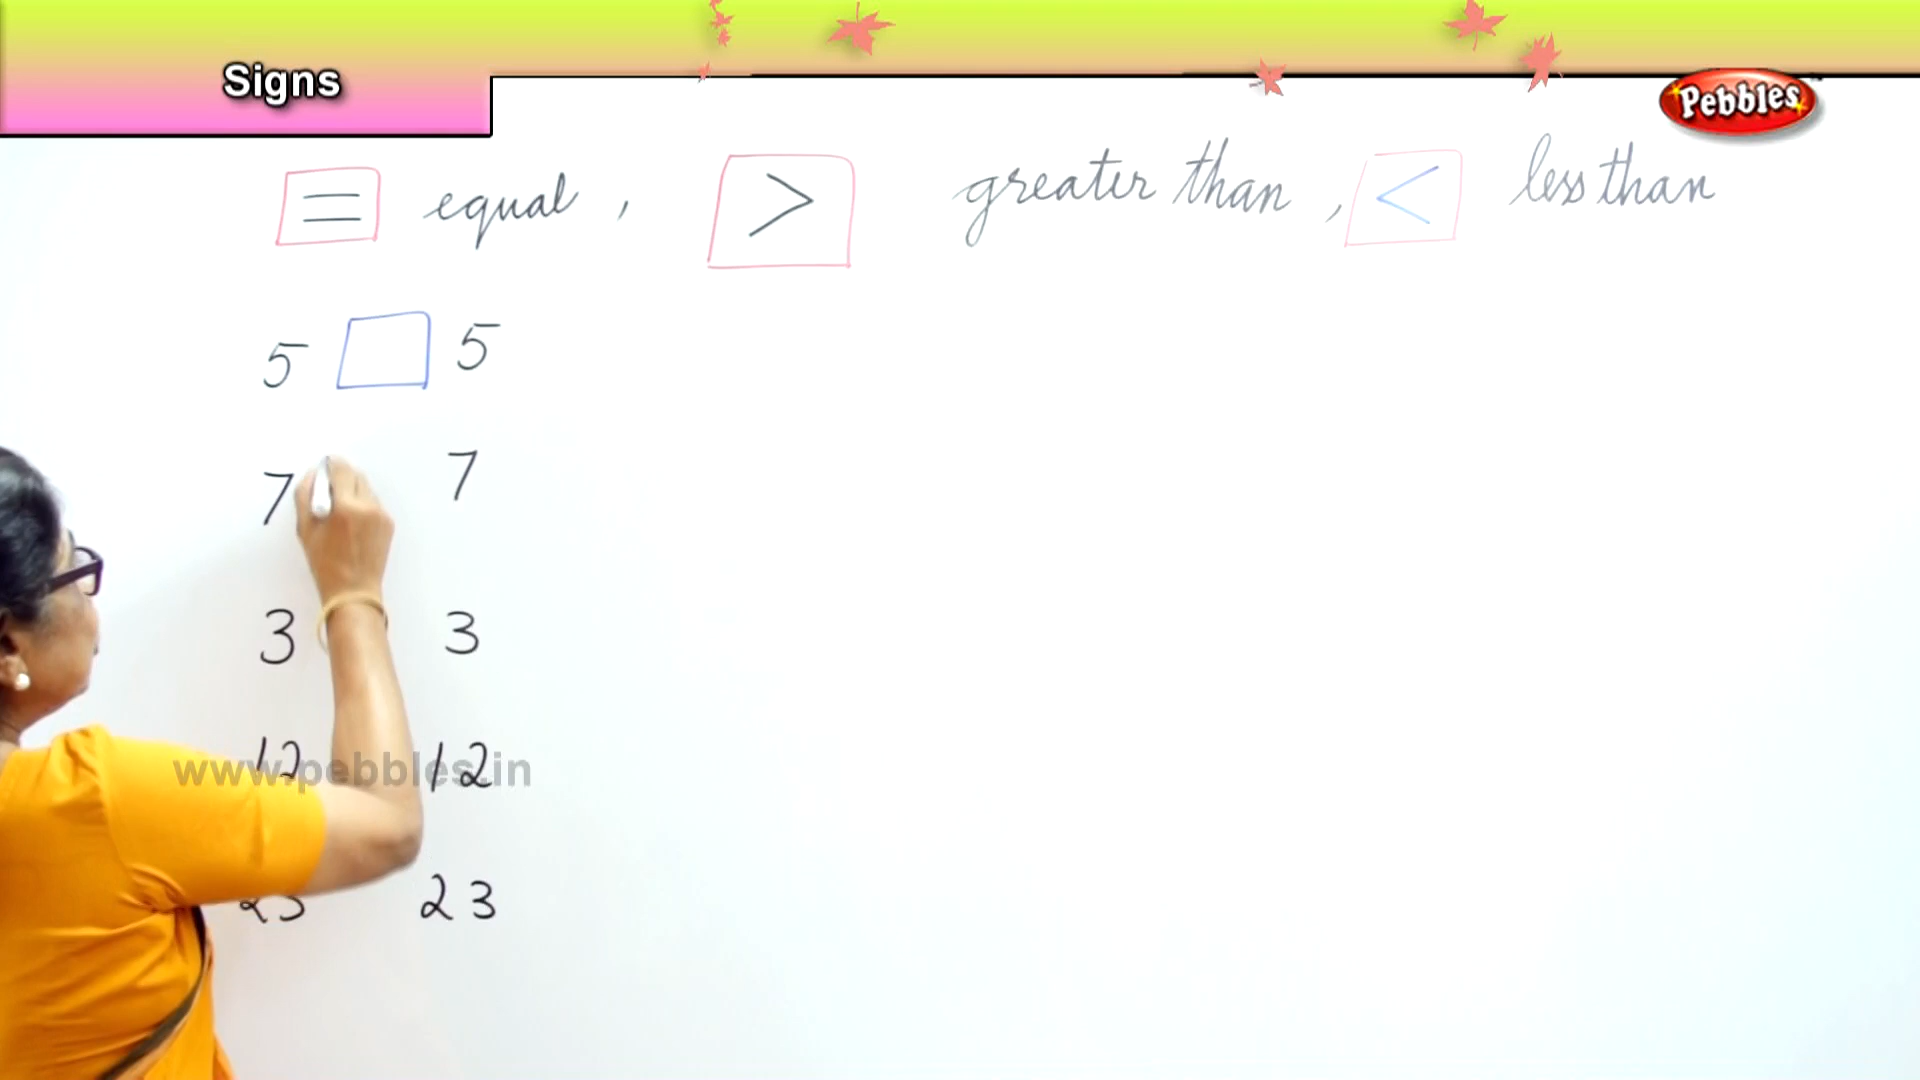 Signs
Pebbles
= equal , > greater than , < less than
5 5
7 7
3 3
12 12
www.pebbles.in
23 23